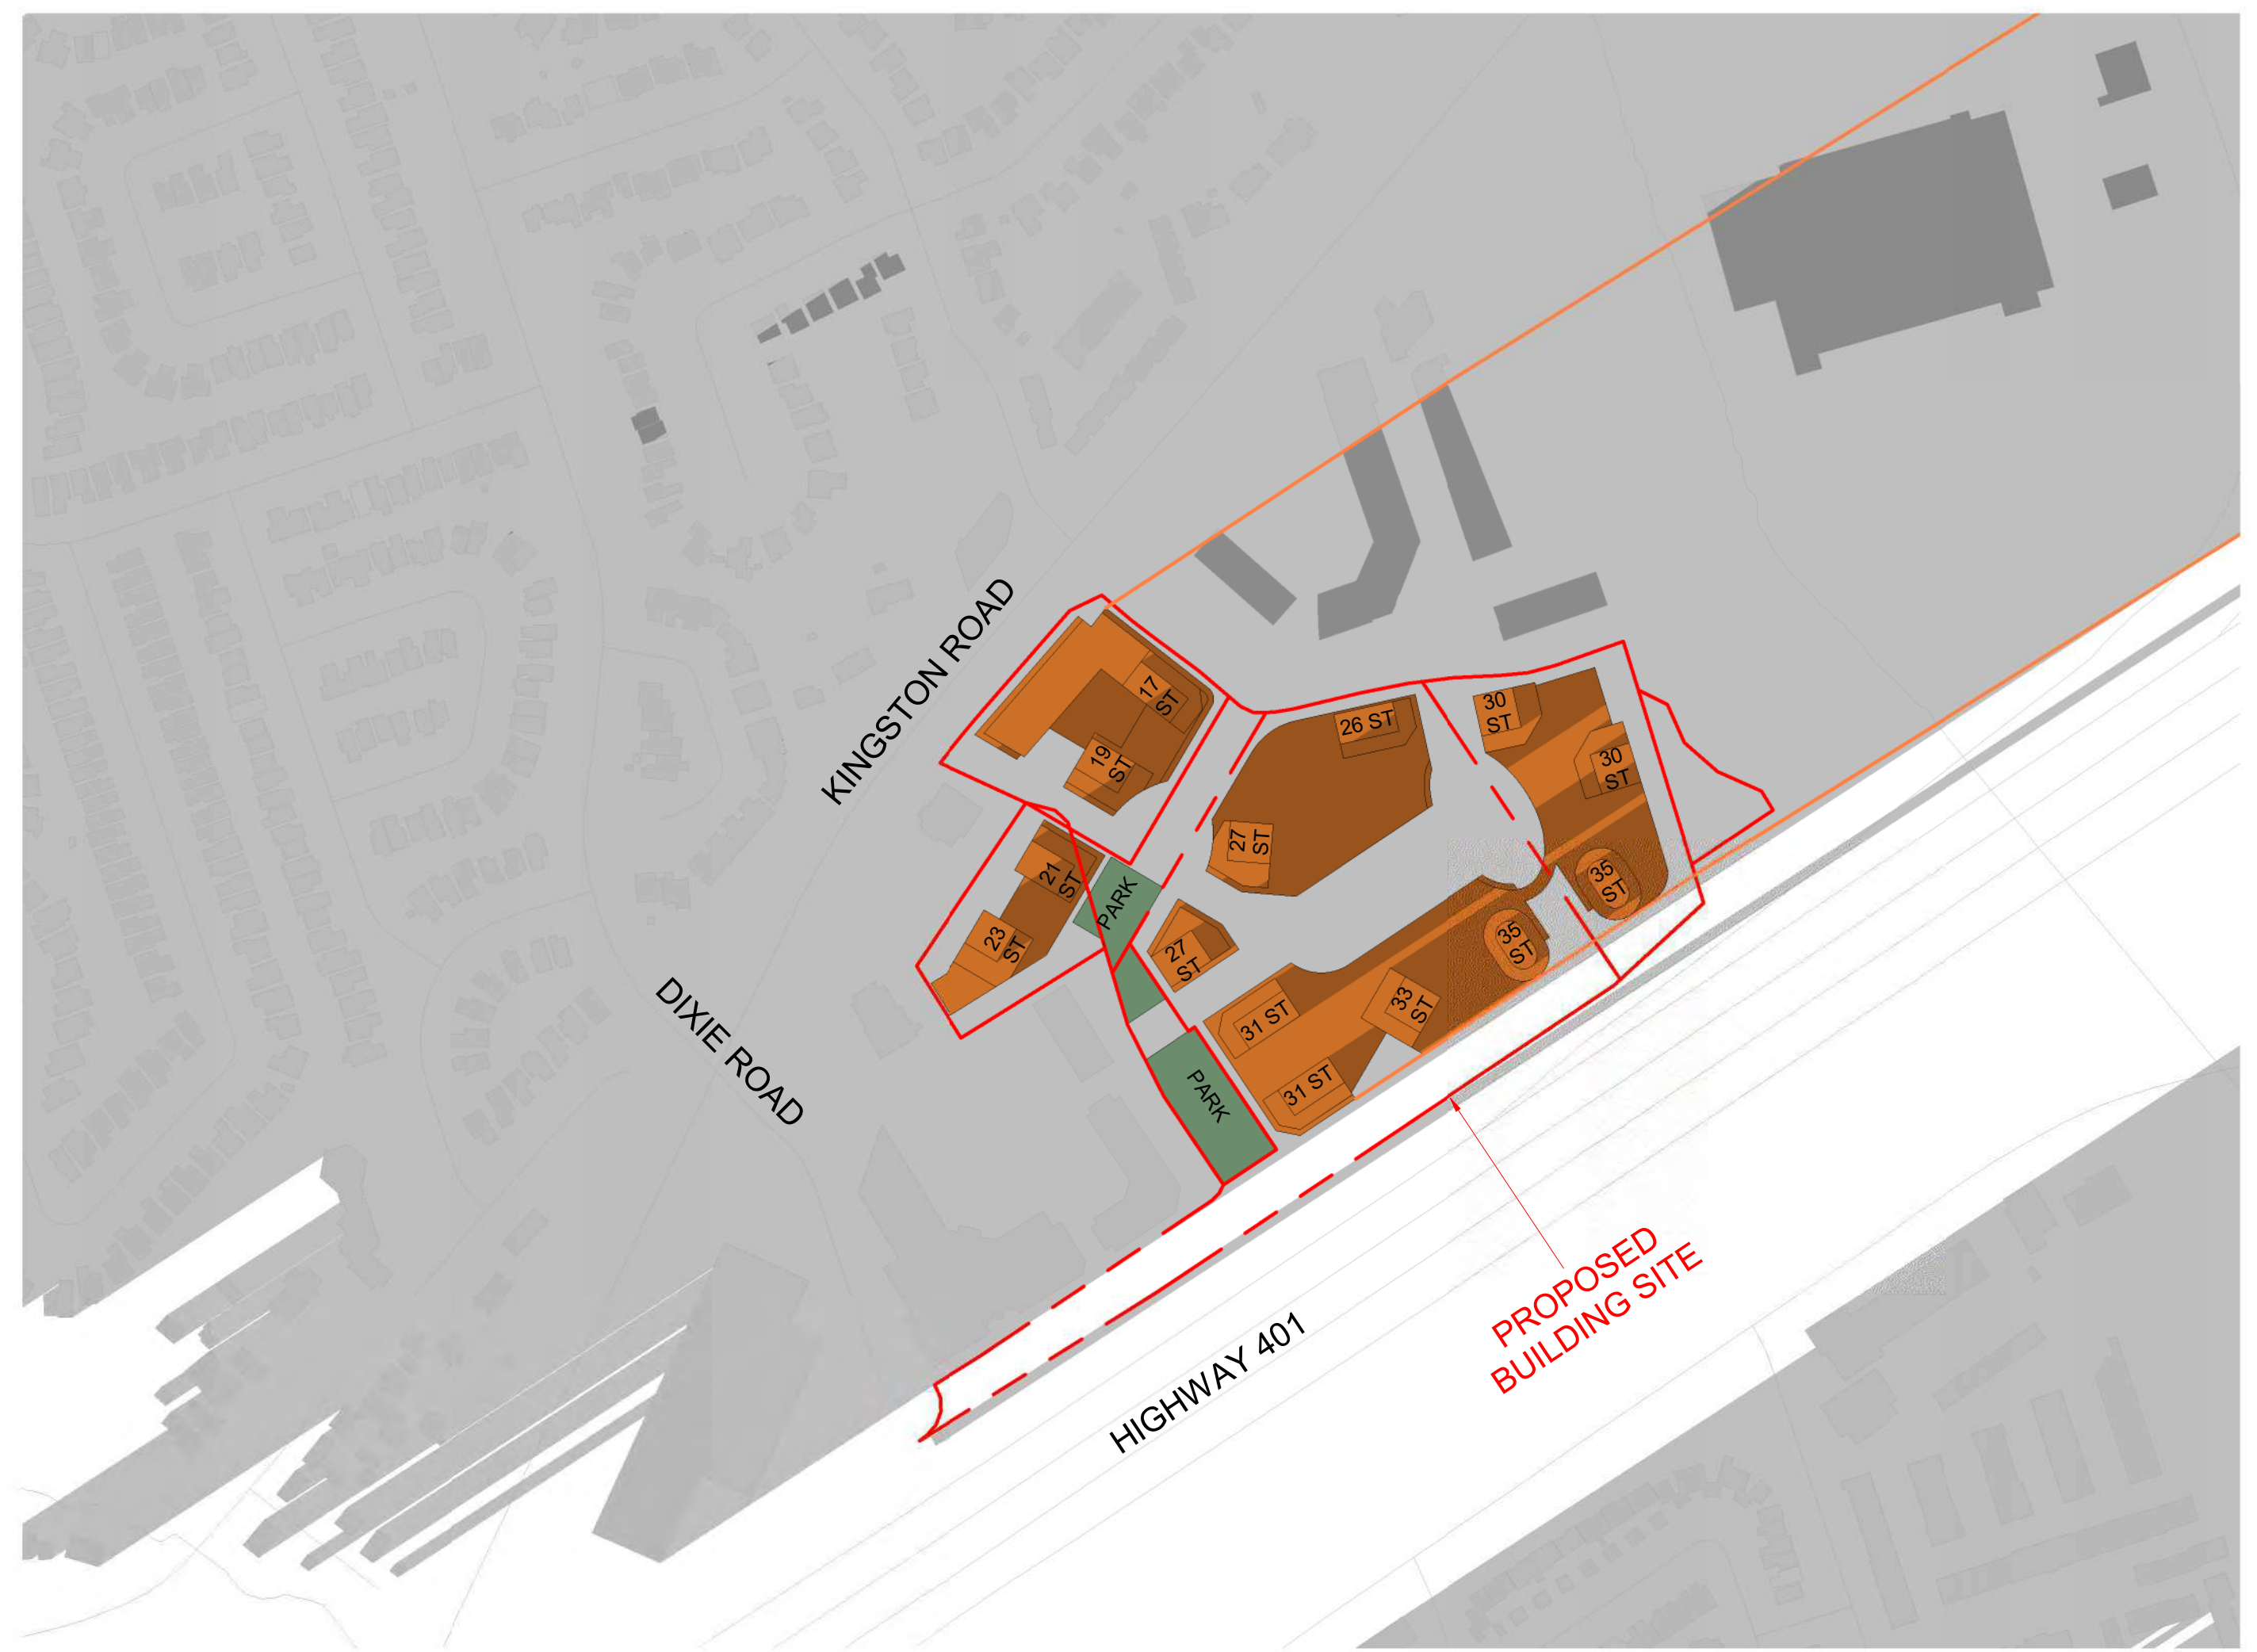 KINGSTON ROAD
17
ST
19
ST
26 ST
30
ST
30
ST
27
ST
21
ST
PARK
35
ST
23
ST
27
ST
35
ST
31 ST
33
ST
31 ST
PARK
DIXIE ROAD
HIGHWAY 401
PROPOSED
BUILDING SITE